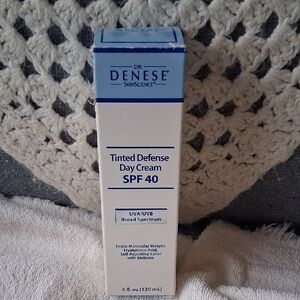 DR.
DENESE®
SKINSCIENCE™
Tinted Defense
Day Cream
SPF 40
UVA/UVB
Broad Spectrum
Triple Molecular Weight
Hyaluronic Acid,
Self Adjusting Color
with Melanin
4 fl. oz (120 mL)